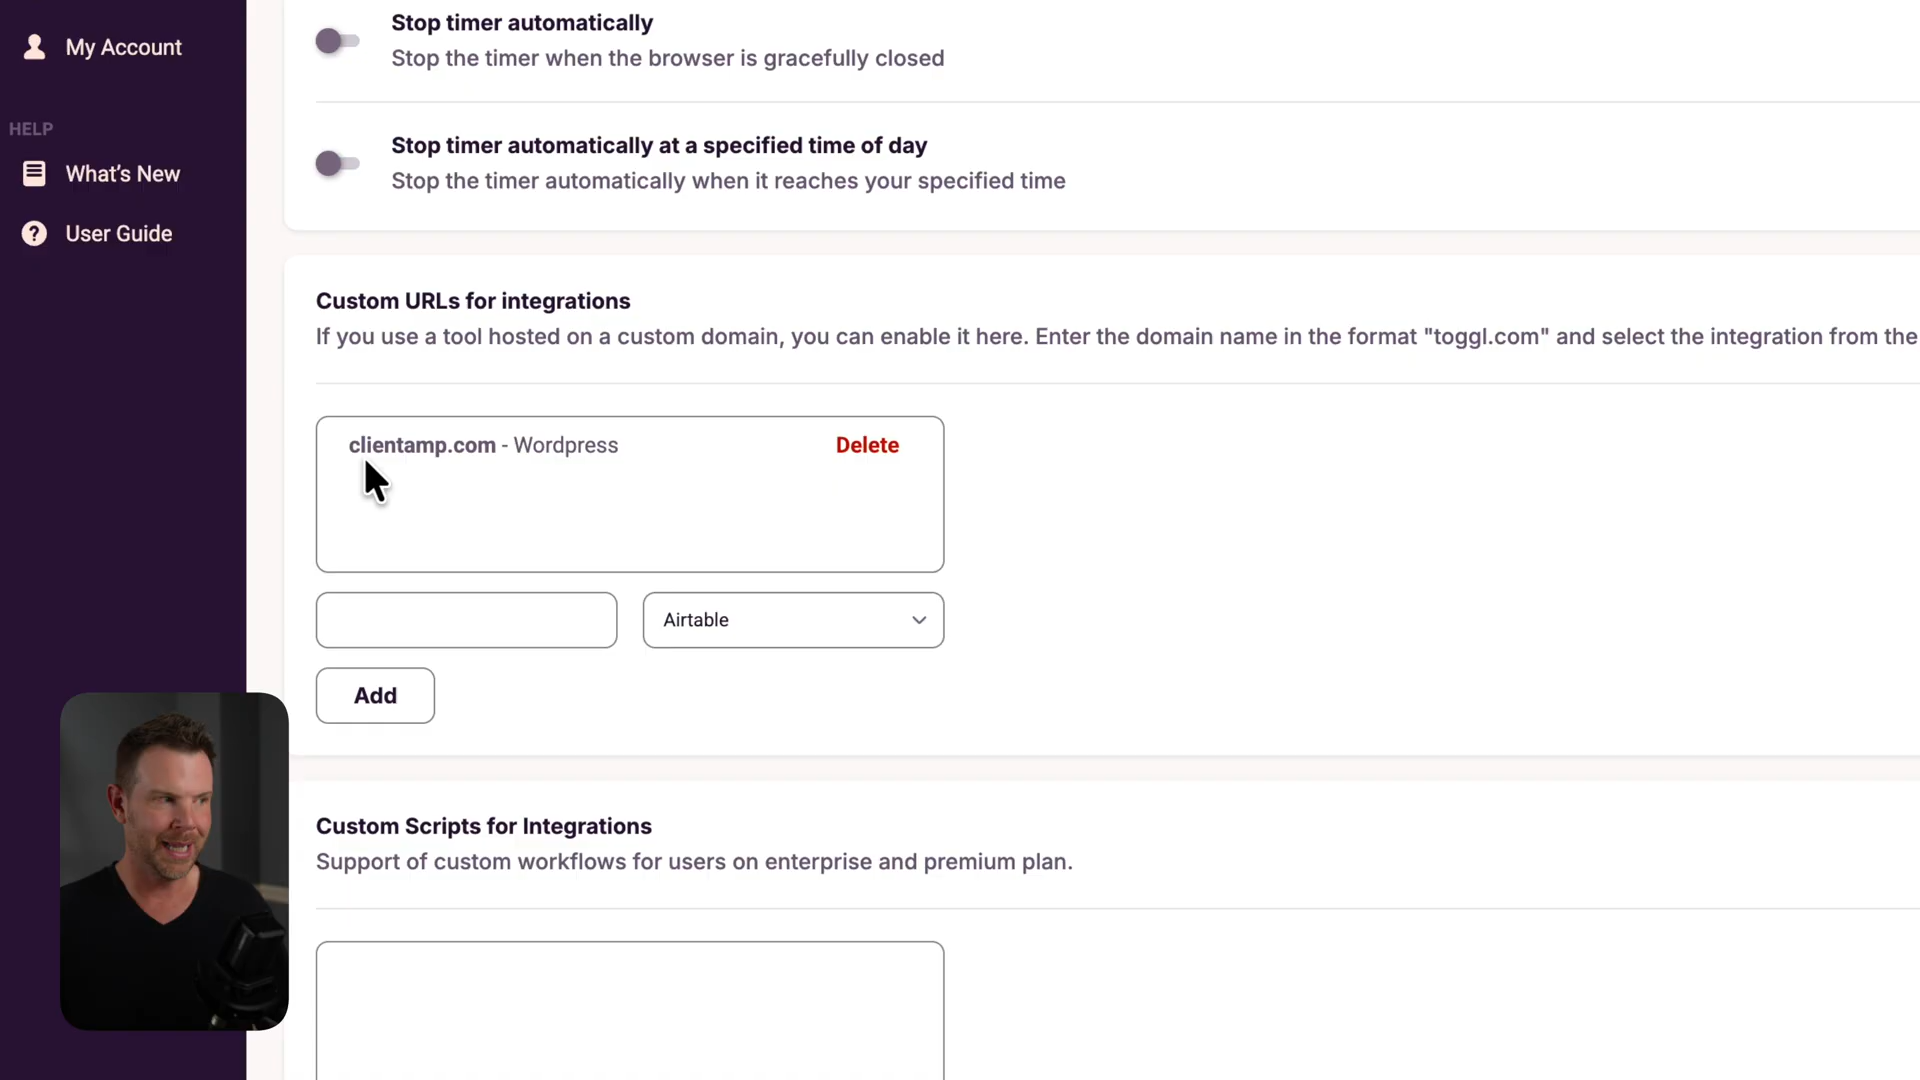 My Account
HELP
What's New
User Guide
Stop timer automatically
Stop the timer when the browser is gracefully closed
Stop timer automatically at a specified time of day
Stop the timer automatically when it reaches your specified time
Custom URLs for integrations
If you use a tool hosted on a custom domain, you can enable it here. Enter the domain name in the format "toggl.com" and select the integration from the
clientamp.com - Wordpress
Delete
Airtable
Add
Custom Scripts for Integrations
Support of custom workflows for users on enterprise and premium plan.